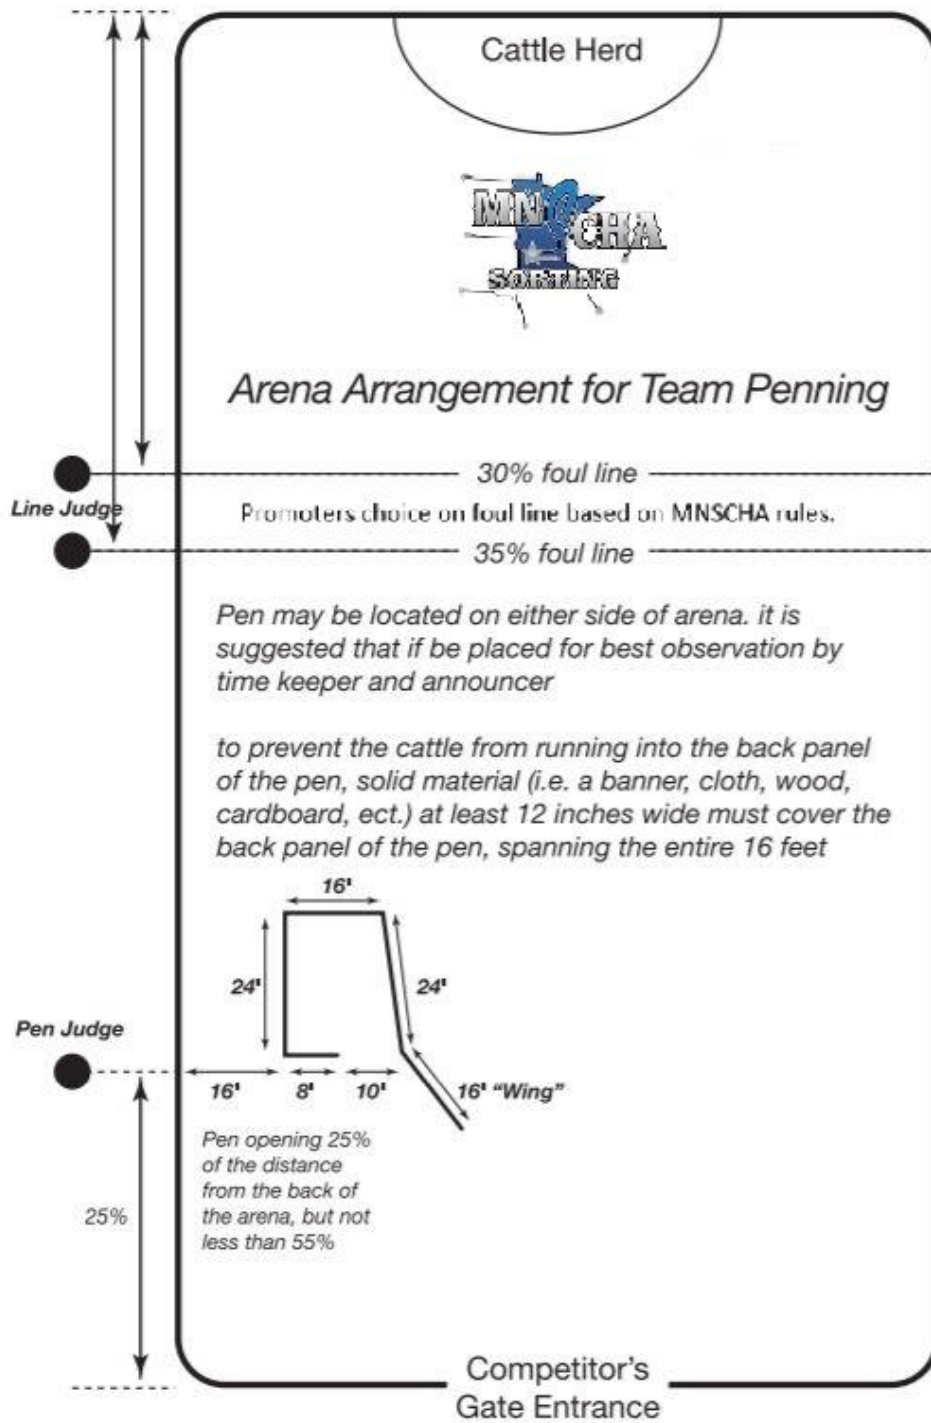 Cattle Herd
MN CHA
SORTING
Arena Arrangement for Team Penning
30% foul line
Line Judge
Promoters choice on foul line based on MNSCHA rules.
35% foul line
Pen may be located on either side of arena. it is
suggested that if be placed for best observation by
time keeper and announcer
to prevent the cattle from running into the back panel
of the pen, solid material (i.e. a banner, cloth, wood,
cardboard, ect.) at least 12 inches wide must cover the
back panel of the pen, spanning the entire 16 feet
16'
24'
24'
Pen Judge
16'
8'
10'
16' “Wing”
Pen opening 25%
of the distance
from the back of
the arena, but not
less than 55%
25%
Competitor’s
Gate Entrance